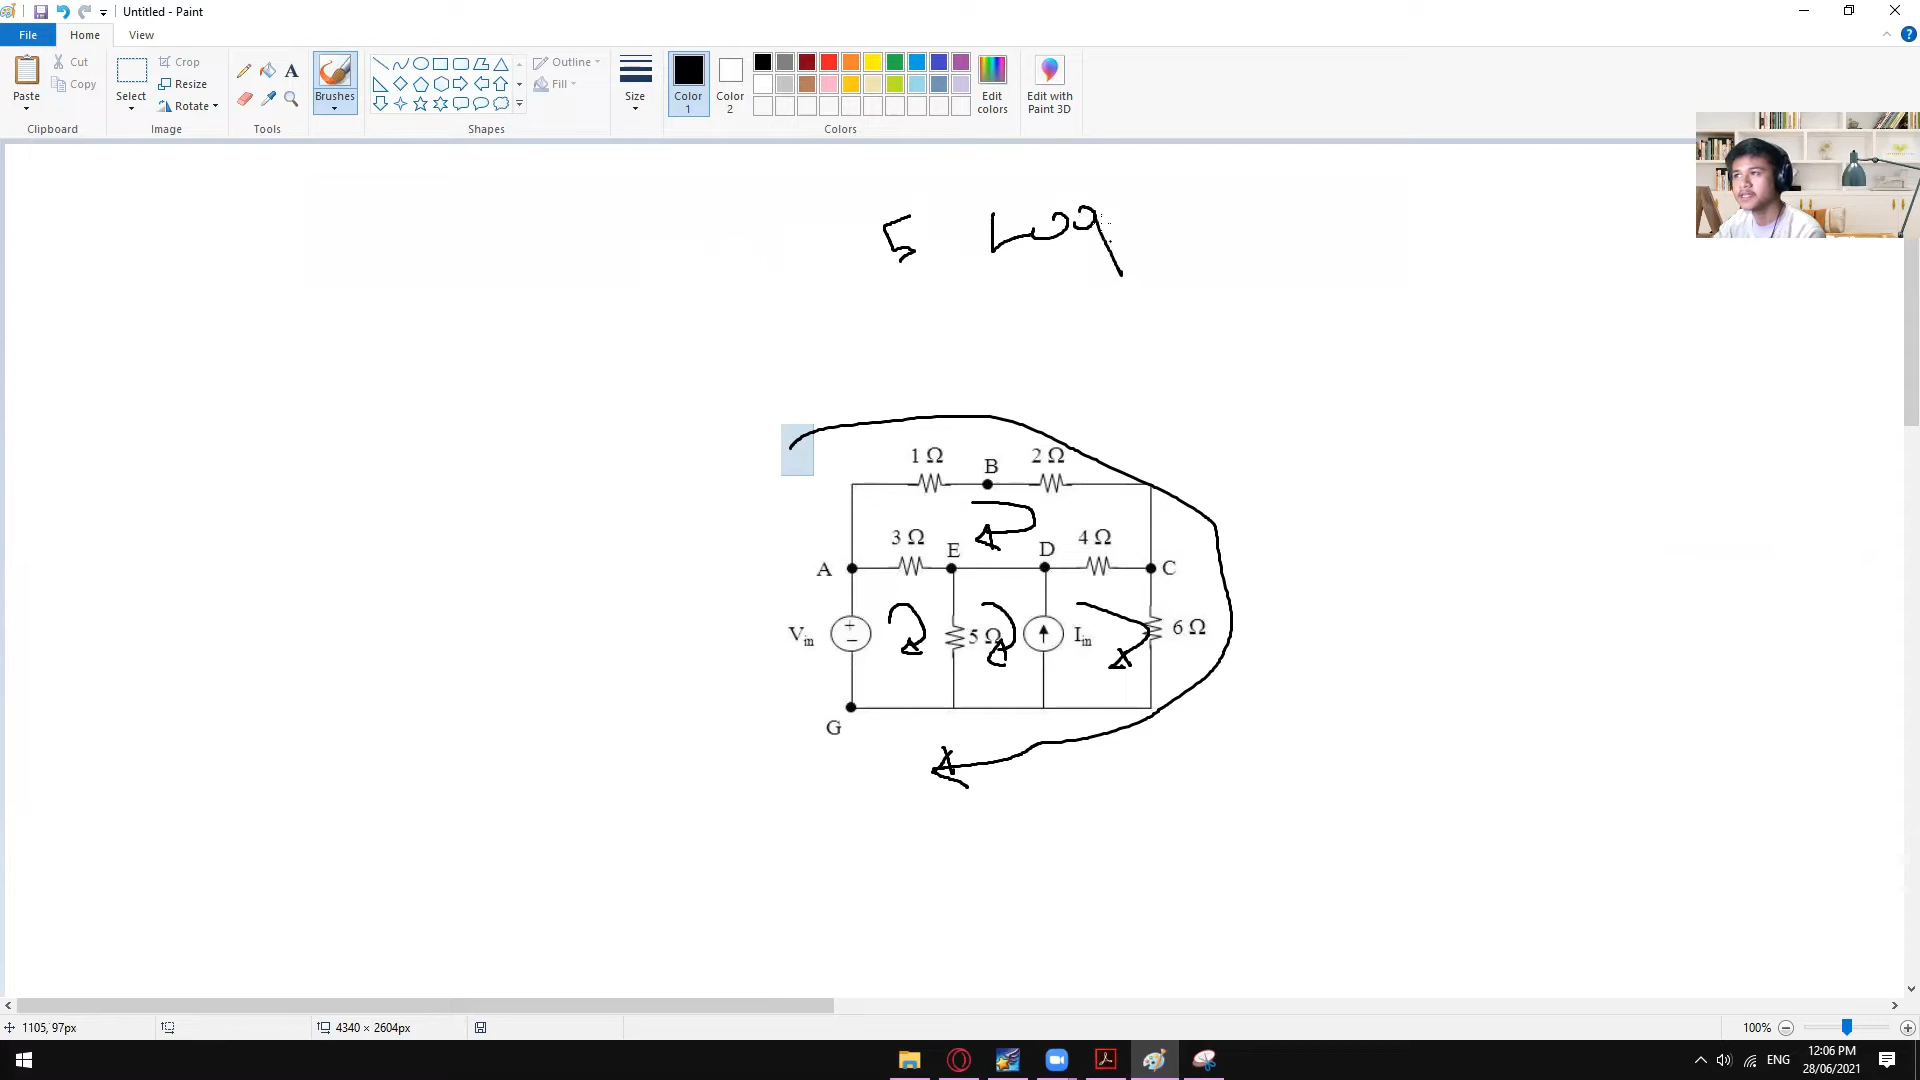 Untitled - Paint
File Home View
Paste
Cut
Copy
Clipboard
Select
Crop
Resize
Rotate
Image
Tools
Brushes
Shapes
Outline
Fill
Size
Color 1
Color 2
Edit colors
Colors
Edit with Paint 3D
5 Loop
1 Ω B 2 Ω
3 Ω E D 4 Ω
A C
Vin + − 5 Ω Iin 6 Ω
G
1105, 97px
4340 × 2604px
100%
ENG
12:06 PM
28/06/2021